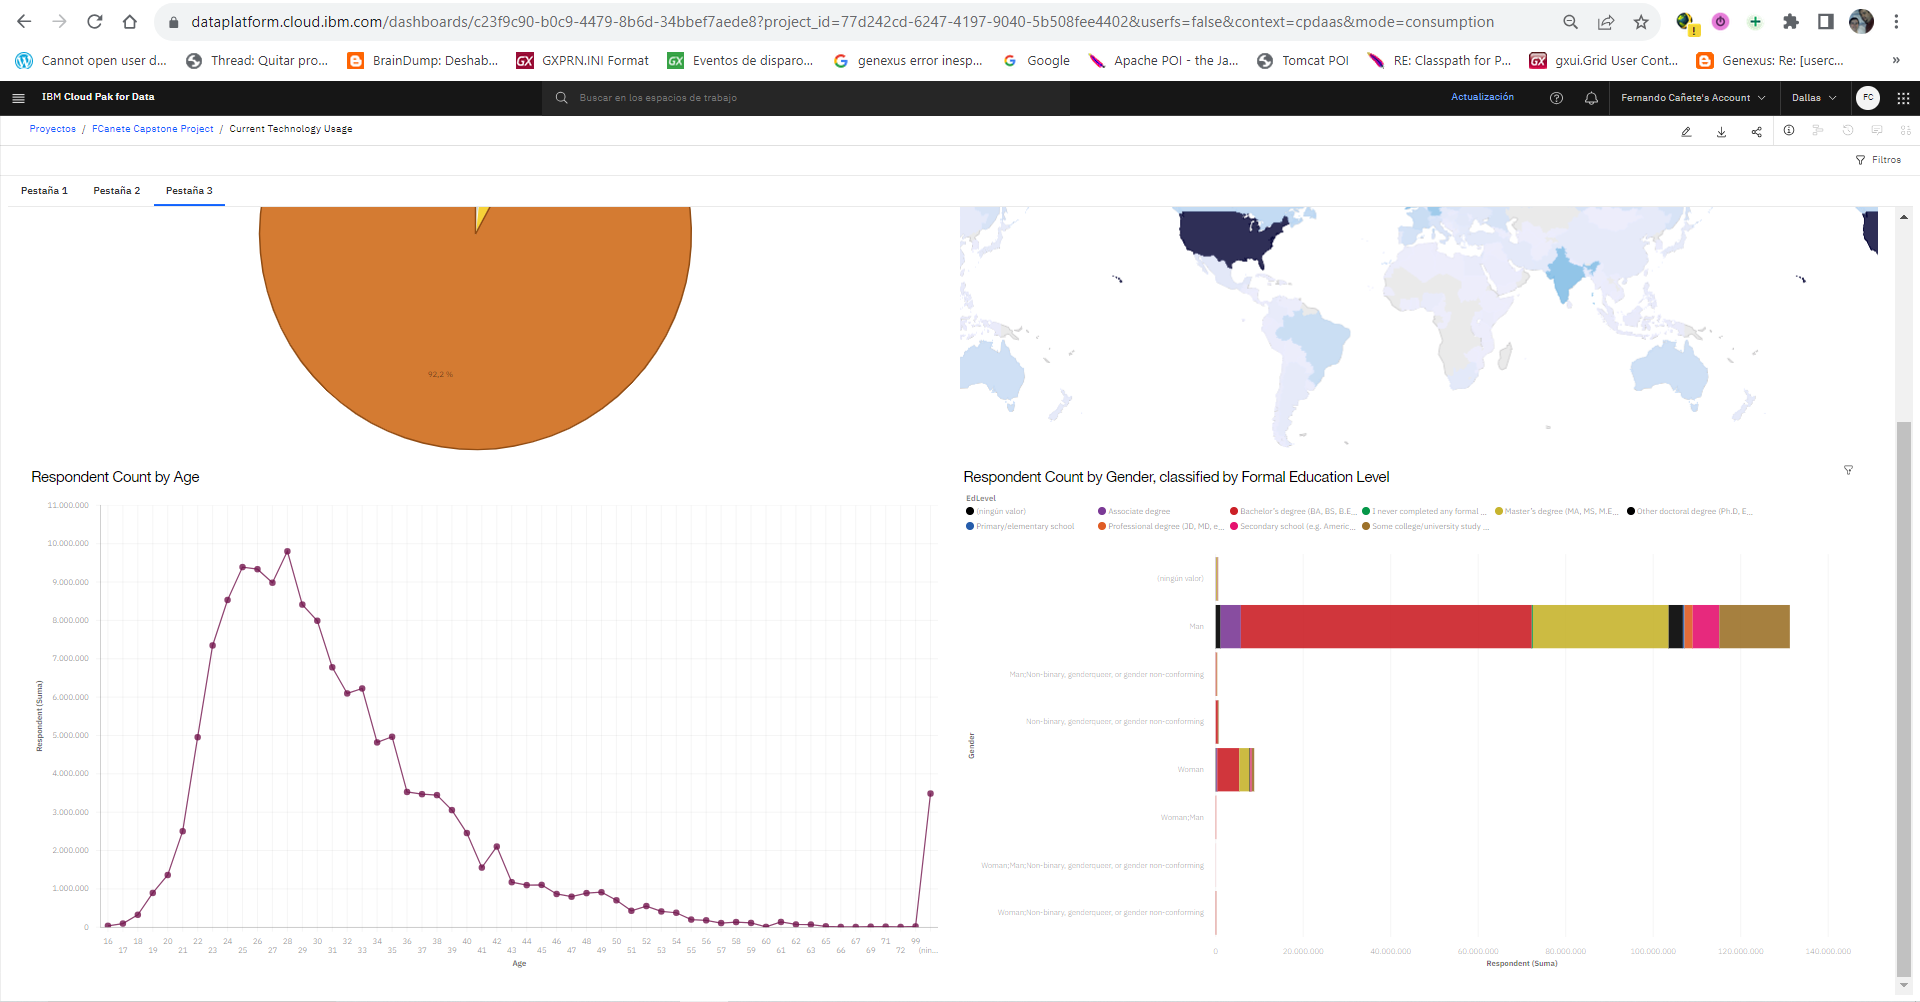 dataplatform.cloud.ibm.com/dashboards/c23f9c90-b0c9-4479-8b6d-34bbef7aede8?project_id=77d242cd-6247-4197-9040-5b508fee4402&userfs=false&context=cpdaas&mode=consumption
Cannot open user d... Thread: Quitar pro... BrainDump: Deshab... GXPRN.INI Format Eventos de disparo... genexus error inesp... Google Apache POI - the Ja... Tomcat POI RE: Classpath for P... gxui.Grid User Cont... Genexus: Re: [userc... »
IBM Cloud Pak for Data Buscar en los espacios de trabajo Actualización Fernando Cañete's Account Dallas FC
Proyectos / FCanete Capstone Project / Current Technology Usage
Filtros
Pestaña 1 Pestaña 2 Pestaña 3
92,2 %
Respondent Count by Age
11.000.000
10.000.000
9.000.000
8.000.000
7.000.000
6.000.000
5.000.000
4.000.000
3.000.000
2.000.000
1.000.000
0
Respondent (Suma)
16 18 20 22 24 26 28 30 32 34 36 38 40 42 44 46 48 50 52 54 56 58 60 62 65 67 71 99
17 19 21 23 25 27 29 31 33 35 37 39 41 43 45 47 49 51 53 55 57 59 61 63 66 69 72 (nin...
Age
Respondent Count by Gender, classified by Formal Education Level
EdLevel
(ningún valor) Associate degree Bachelor's degree (BA, BS, B.E... I never completed any formal ... Master's degree (MA, MS, M.E... Other doctoral degree (Ph.D, E...
Primary/elementary school Professional degree (JD, MD, e... Secondary school (e.g. Americ... Some college/university study ...
Gender
(ningún valor)
Man
Man;Non-binary, genderqueer, or gender non-conforming
Non-binary, genderqueer, or gender non-conforming
Woman
Woman;Man
Woman;Man;Non-binary, genderqueer, or gender non-conforming
Woman;Non-binary, genderqueer, or gender non-conforming
0 20.000.000 40.000.000 60.000.000 80.000.000 100.000.000 120.000.000 140.000.000
Respondent (Suma)